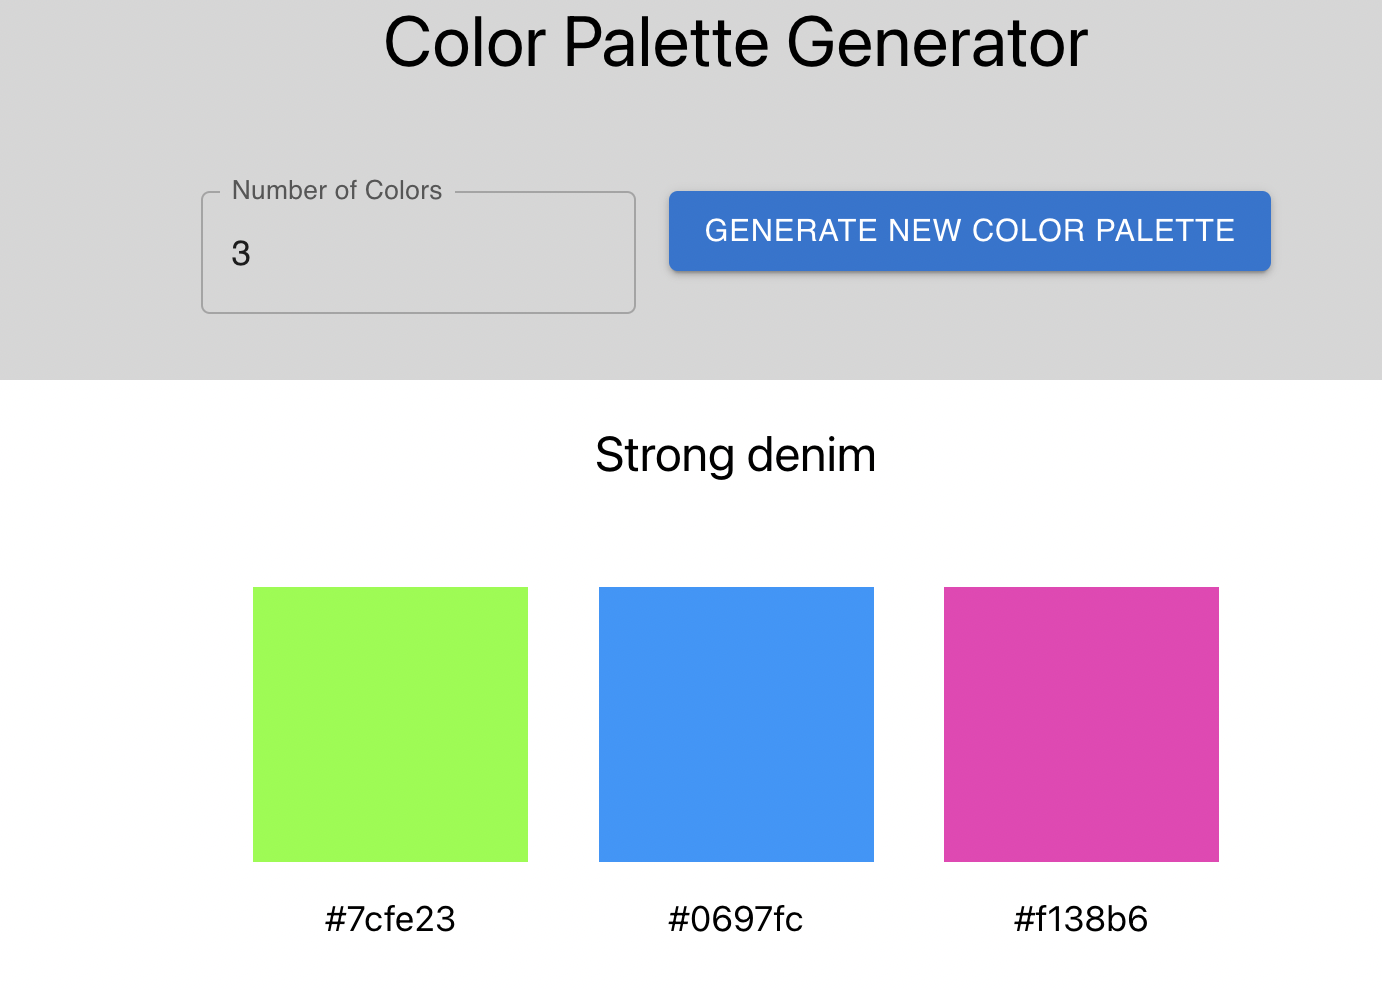 Color Palette Generator
Number of Colors
3
GENERATE NEW COLOR PALETTE
Strong denim
#7cfe23
#0697fc
#f138b6